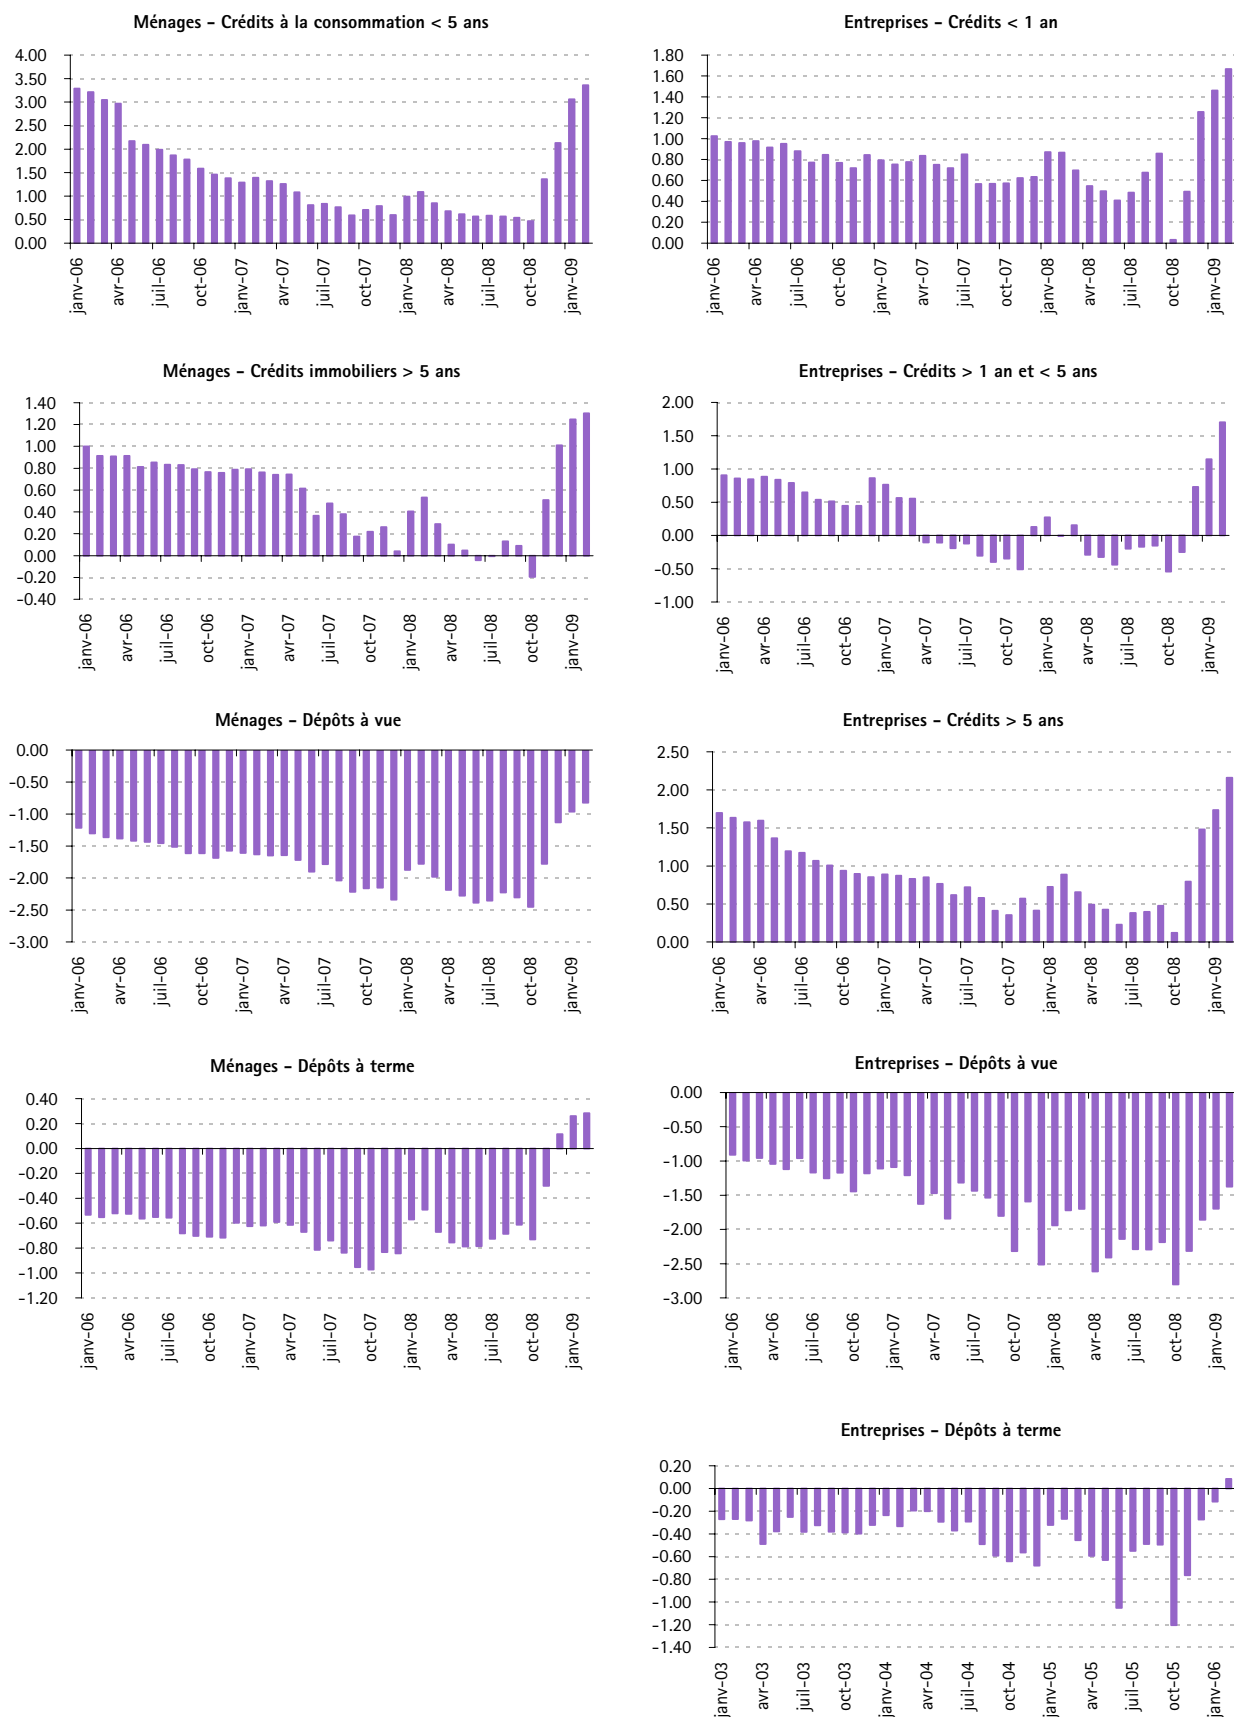 Ménages - Crédits à la consommation < 5 ans
4.00
3.50
3.00
2.50
2.00
1.50
1.00
0.50
0.00
janv-06
avr-06
juil-06
oct-06
janv-07
avr-07
juil-07
oct-07
janv-08
avr-08
juil-08
oct-08
janv-09
Entreprises - Crédits < 1 an
1.80
1.60
1.40
1.20
1.00
0.80
0.60
0.40
0.20
0.00
janv-06
avr-06
juil-06
oct-06
janv-07
avr-07
juil-07
oct-07
janv-08
avr-08
juil-08
oct-08
janv-09
Ménages - Crédits immobiliers > 5 ans
1.40
1.20
1.00
0.80
0.60
0.40
0.20
0.00
-0.20
-0.40
janv-06
avr-06
juil-06
oct-06
janv-07
avr-07
juil-07
oct-07
janv-08
avr-08
juil-08
oct-08
janv-09
Entreprises - Crédits > 1 an et < 5 ans
2.00
1.50
1.00
0.50
0.00
-0.50
-1.00
janv-06
avr-06
juil-06
oct-06
janv-07
avr-07
juil-07
oct-07
janv-08
avr-08
juil-08
oct-08
janv-09
Ménages - Dépôts à vue
0.00
-0.50
-1.00
-1.50
-2.00
-2.50
-3.00
janv-06
avr-06
juil-06
oct-06
janv-07
avr-07
juil-07
oct-07
janv-08
avr-08
juil-08
oct-08
janv-09
Entreprises - Crédits > 5 ans
2.50
2.00
1.50
1.00
0.50
0.00
janv-06
avr-06
juil-06
oct-06
janv-07
avr-07
juil-07
oct-07
janv-08
avr-08
juil-08
oct-08
janv-09
Ménages - Dépôts à terme
0.40
0.20
0.00
-0.20
-0.40
-0.60
-0.80
-1.00
-1.20
janv-06
avr-06
juil-06
oct-06
janv-07
avr-07
juil-07
oct-07
janv-08
avr-08
juil-08
oct-08
janv-09
Entreprises - Dépôts à vue
0.00
-0.50
-1.00
-1.50
-2.00
-2.50
-3.00
janv-06
avr-06
juil-06
oct-06
janv-07
avr-07
juil-07
oct-07
janv-08
avr-08
juil-08
oct-08
janv-09
Entreprises - Dépôts à terme
0.20
0.00
-0.20
-0.40
-0.60
-0.80
-1.00
-1.20
-1.40
janv-03
avr-03
juil-03
oct-03
janv-04
avr-04
juil-04
oct-04
janv-05
avr-05
juil-05
oct-05
janv-06